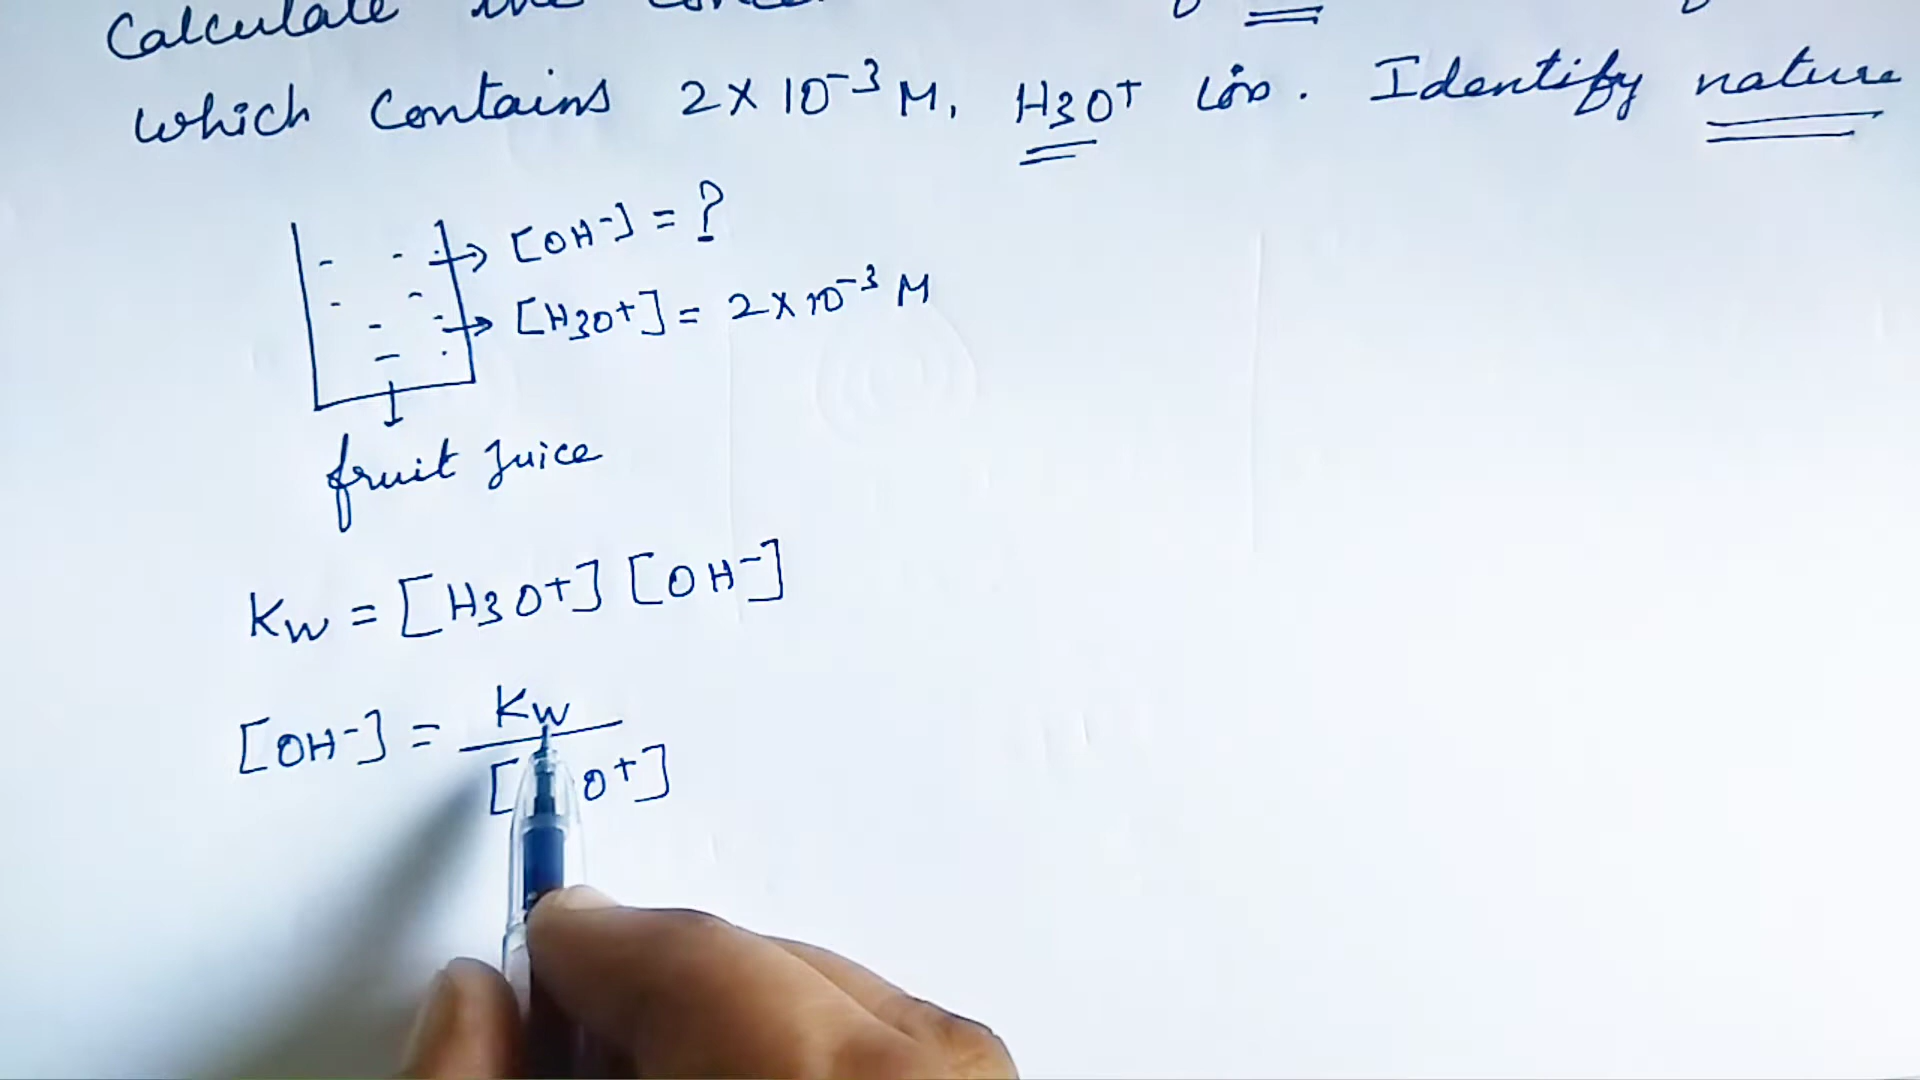 Calculate the
which contains 2 × 10⁻³ M, H3O⁺ ion. Identify nature
[OH⁻] = ?
[H3O⁺] = 2 × 10⁻³ M
fruit Juice
Kw = [H3O⁺] [OH⁻]
[OH⁻] = Kw
[ O⁺]